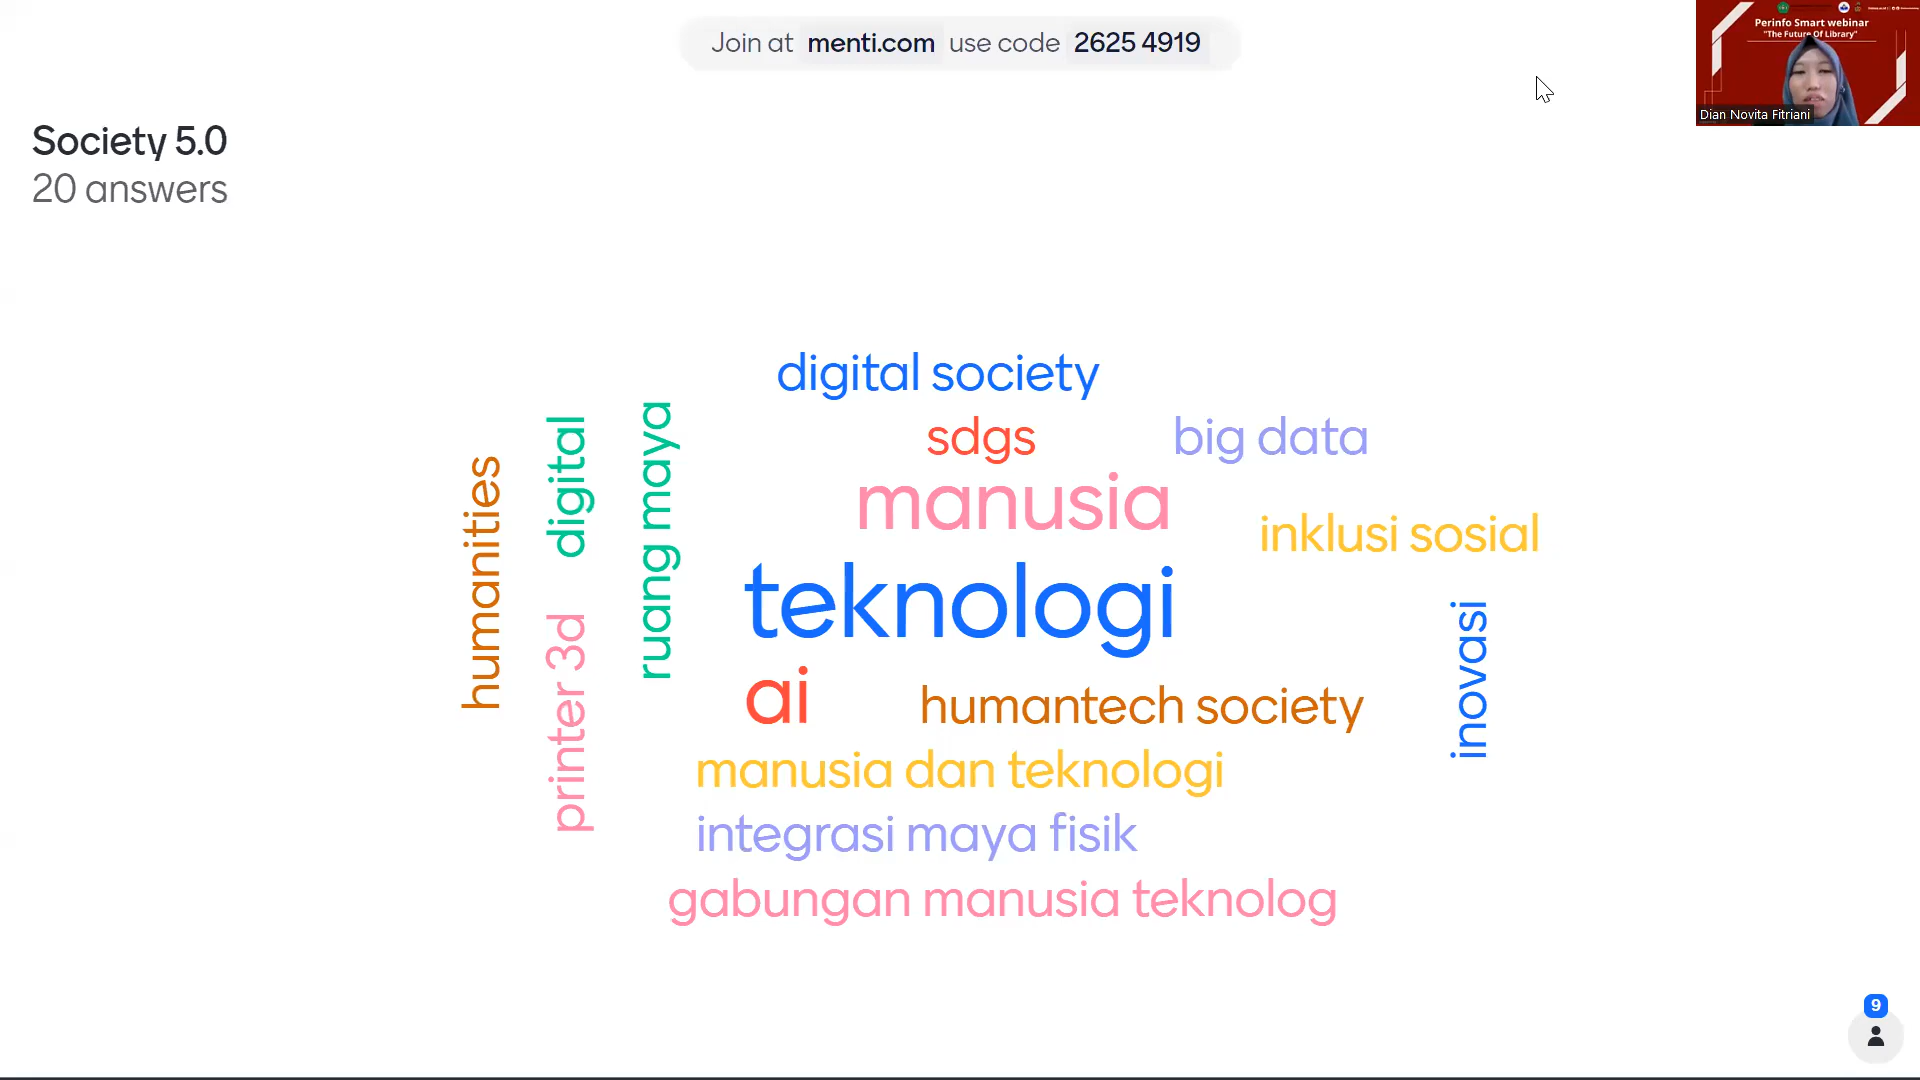 Join at menti.com use code 2625 4919
Perinfo Smart webinar
"The Future Of Library"
Dian Novita Fitriani
Society 5.0
20 answers
digital society
sdgs
big data
manusia
inklusi sosial
teknologi
ai
humantech society
manusia dan teknologi
integrasi maya fisik
gabungan manusia teknolog
humanities
digital
printer 3d
ruang maya
inovasi
9